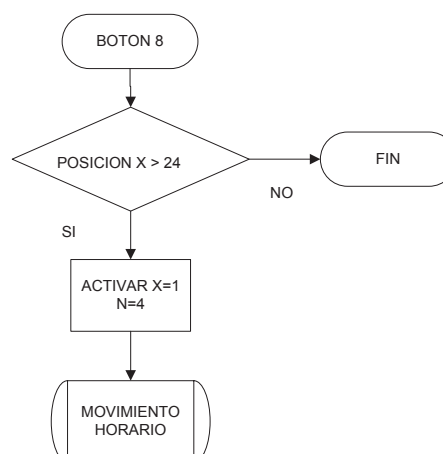 BOTON 8
POSICION X > 24
FIN
NO
SI
ACTIVAR X=1
N=4
MOVIMIENTO
HORARIO